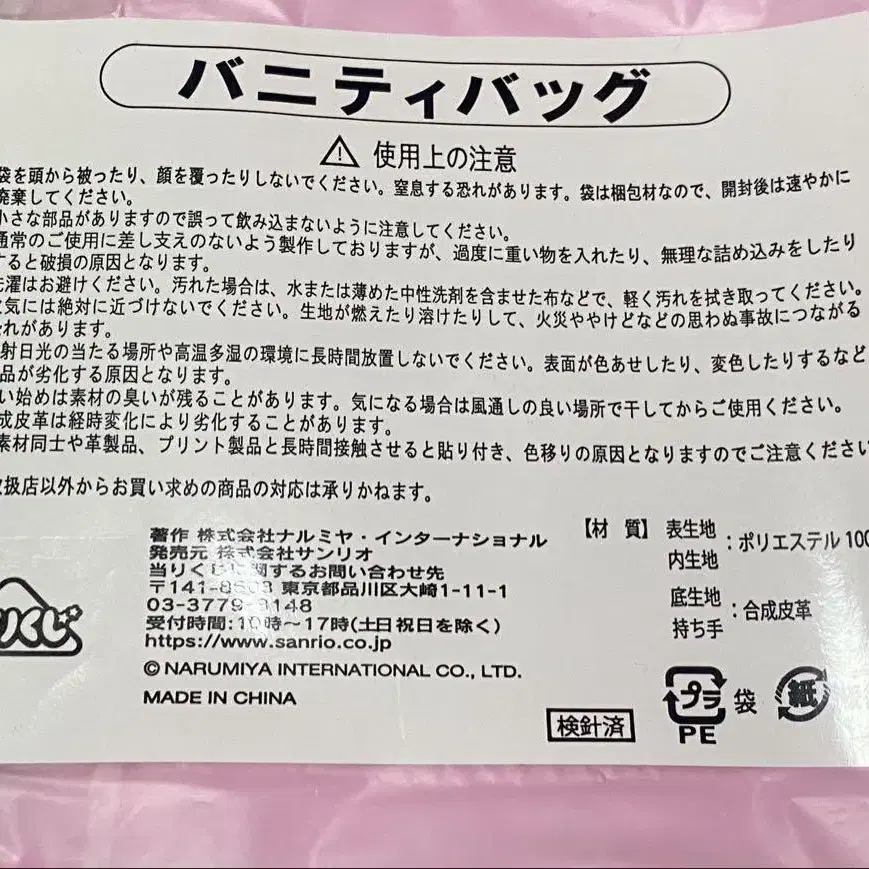 バニティバッグ
使用上の注意
袋を頭から被ったり、顔を覆ったりしないでください。窒息する恐れがあります。袋は梱包材なので、開封後は速やかに
廃棄してください。
小さな部品がありますので誤って飲み込まないように注意してください。
通常のご使用に差し支えのないよう製作しておりますが、過度に重い物を入れたり、無理な詰め込みをしたり
すると破損の原因となります。
洗濯はお避けください。汚れた場合は、水または薄めた中性洗剤を含ませた布などで、軽く汚れを拭き取ってください。
火気には絶対に近づけないでください。生地が燃えたり溶けたりして、火災ややけどなどの思わぬ事故につながる
れがあります。
射日光の当たる場所や高温多湿の環境に長時間放置しないでください。表面が色あせしたり、変色したりするなど
品が劣化する原因となります。
い始めは素材の臭いが残ることがあります。気になる場合は風通しの良い場所で干してからご使用ください。
成皮革は経時変化により劣化することがあります。
素材同士や革製品、プリント製品と長時間接触させると貼り付き、色移りの原因となりますのでご注意ください
取扱店以外からお買い求めの商品の対応は承りかねます。
著作 株式会社ナルミヤ・インターナショナル
発売元 株式会社サンリオ
当りくじに関するお問い合わせ先
〒141-8603 東京都品川区大崎1-11-1
03-3779-8148
受付時間:10時~17時(土日祝日を除く)
https://www.sanrio.co.jp
© NARUMIYA INTERNATIONAL CO., LTD.
MADE IN CHINA
りくじ
【材 質】 表生地
内生地
:ポリエステル100
底生地
持ち手
:合成皮革
プラ
PE
袋
紙
検針済